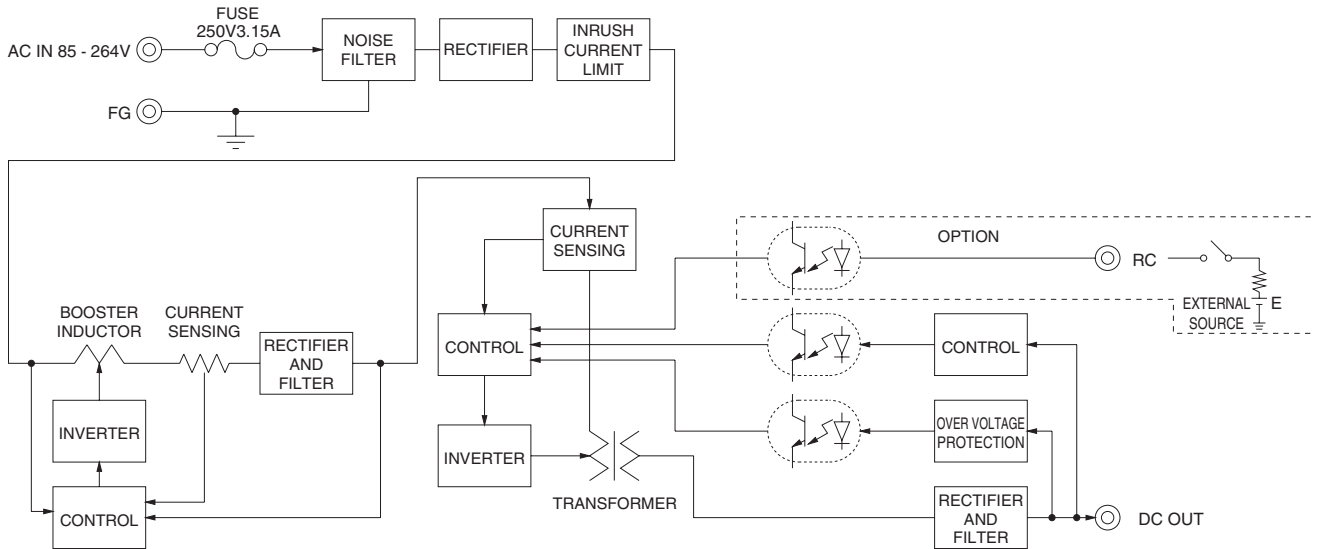 FUSE
250V3.15A
AC IN 85 - 264V
NOISE
FILTER
RECTIFIER
INRUSH
CURRENT
LIMIT
FG
CURRENT
SENSING
OPTION
RC
EXTERNAL
SOURCE
E
BOOSTER
INDUCTOR
CURRENT
SENSING
RECTIFIER
AND
FILTER
CONTROL
CONTROL
INVERTER
OVER VOLTAGE
PROTECTION
INVERTER
TRANSFORMER
CONTROL
RECTIFIER
AND
FILTER
DC OUT